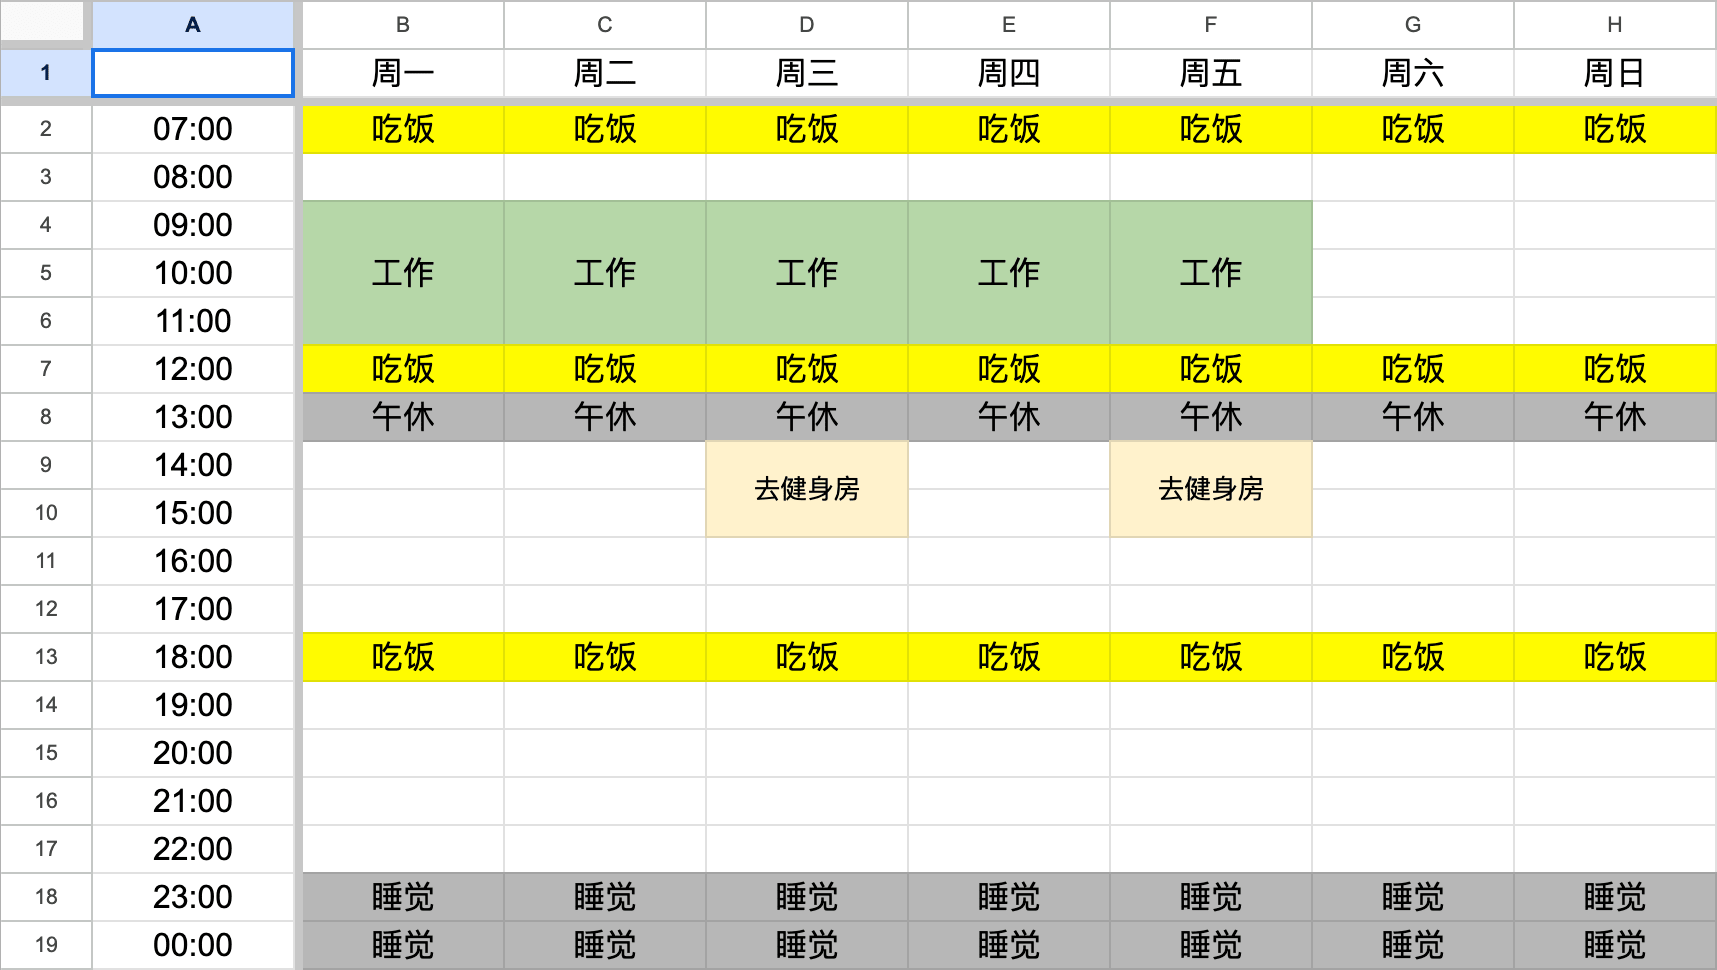 A B C D E F G H
1 周一 周二 周三 周四 周五 周六 周日
2 07:00 吃饭 吃饭 吃饭 吃饭 吃饭 吃饭 吃饭
3 08:00
4 09:00
5 10:00 工作 工作 工作 工作 工作
6 11:00
7 12:00 吃饭 吃饭 吃饭 吃饭 吃饭 吃饭 吃饭
8 13:00 午休 午休 午休 午休 午休 午休 午休
9 14:00
去健身房 去健身房
10 15:00
11 16:00
12 17:00
13 18:00 吃饭 吃饭 吃饭 吃饭 吃饭 吃饭 吃饭
14 19:00
15 20:00
16 21:00
17 22:00
18 23:00 睡觉 睡觉 睡觉 睡觉 睡觉 睡觉 睡觉
19 00:00 睡觉 睡觉 睡觉 睡觉 睡觉 睡觉 睡觉